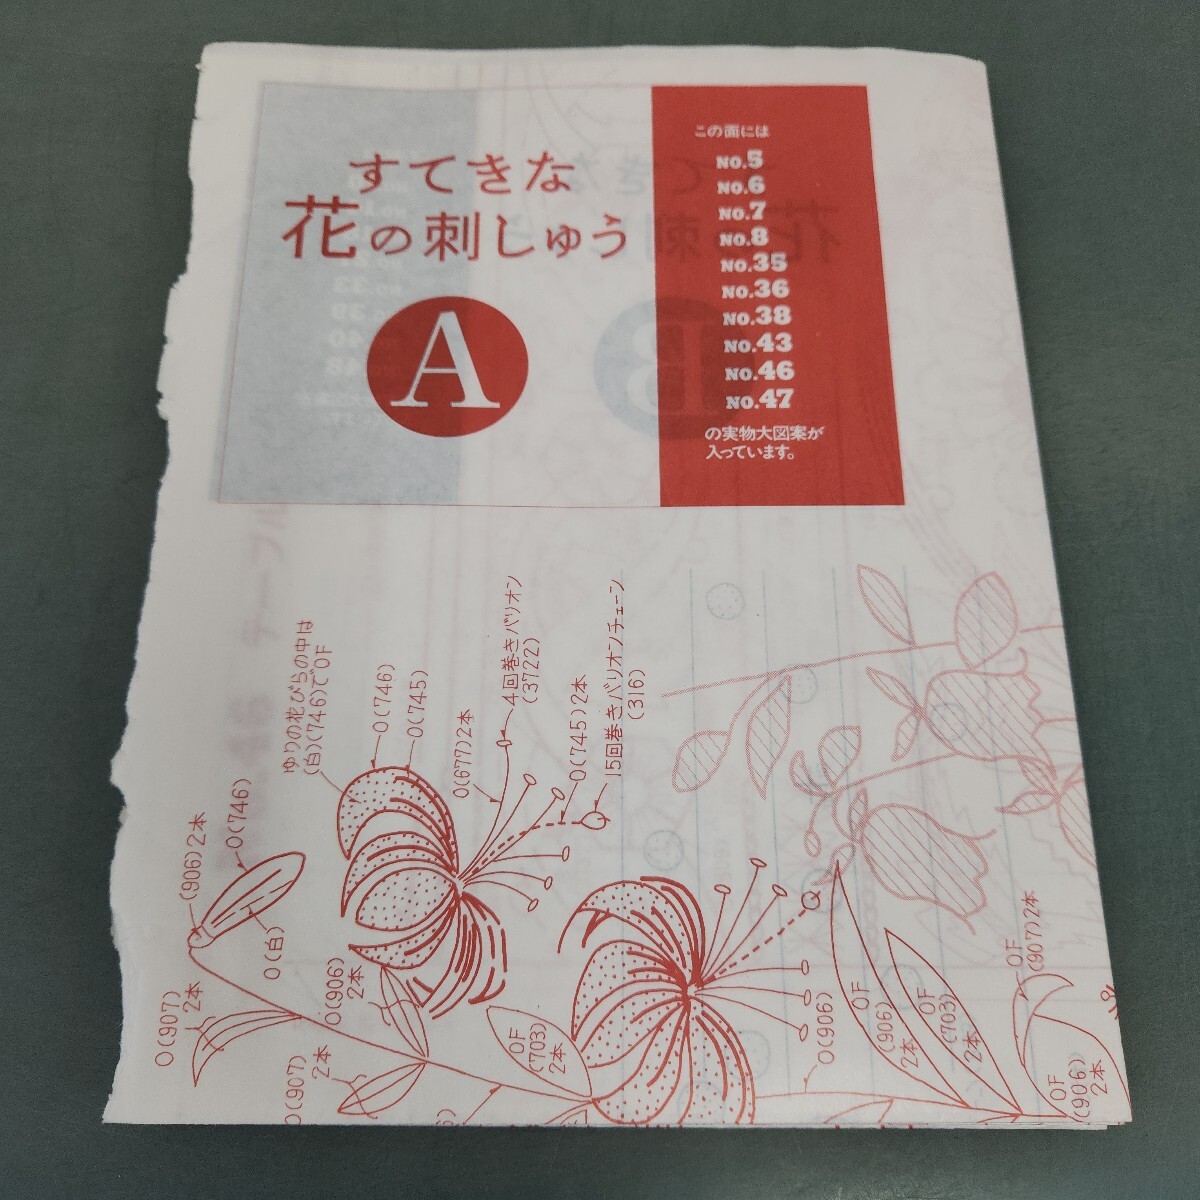 すてきな
花の刺しゅう
A
この面には
NO.5
NO.6
NO.7
NO.8
NO.35
NO.36
NO.38
NO.43
NO.46
NO.47
の実物大図案が
入っています。
ゆりの花びらの中は
(白)(746)でOF
O(746)
O(745)
O(677)2本
4回巻きバリオン
(3722)
O(745)2本
15回巻きバリオンチェーン
(316)
(906)2本
O(746)
O(白)
O(907)
2本
O(906)
2本
O(907)
2本
OF
(703)
2本
O(906)
OF
(906)
2本
OF
(703)
2本
OF
(907)2本
OF
(906)
2本